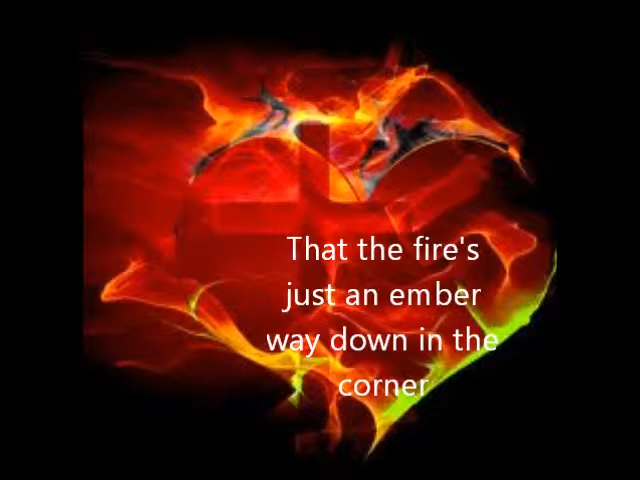 That the fire's
just an ember
way down in the
corner